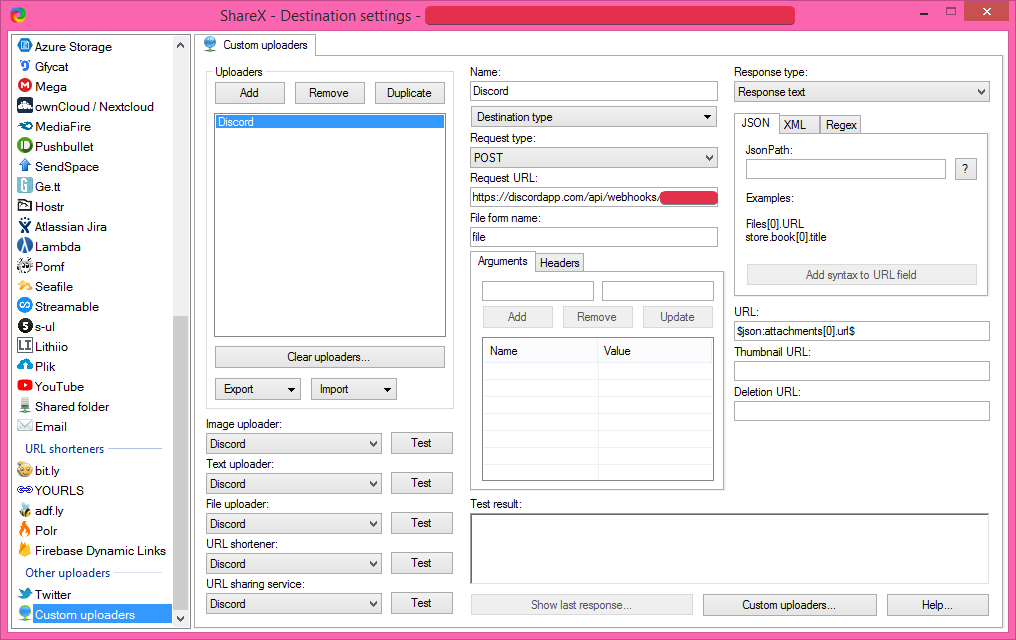 ShareX - Destination settings -
Azure Storage
Gfycat
Mega
ownCloud / Nextcloud
MediaFire
Pushbullet
SendSpace
Ge.tt
Hostr
Atlassian Jira
Lambda
Pomf
Seafile
Streamable
s-ul
Lithiio
Plik
YouTube
Shared folder
Email
URL shorteners
bit.ly
YOURLS
adf.ly
Polr
Firebase Dynamic Links
Other uploaders
Twitter
Custom uploaders
Custom uploaders
Uploaders
Add Remove Duplicate
Discord
Clear uploaders...
Export Import
Image uploader:
Discord Test
Text uploader:
Discord Test
File uploader:
Discord Test
URL shortener:
Discord Test
URL sharing service:
Discord Test
Name:
Discord
Destination type
Request type:
POST
Request URL:
https://discordapp.com/api/webhooks/
File form name:
file
Arguments Headers
Add Remove Update
Name Value
Response type:
Response text
JSON XML Regex
JsonPath:
?
Examples:
Files[0].URL
store.book[0].title
Add syntax to URL field
URL:
$json:attachments[0].url$
Thumbnail URL:
Deletion URL:
Test result:
Show last response... Custom uploaders... Help...